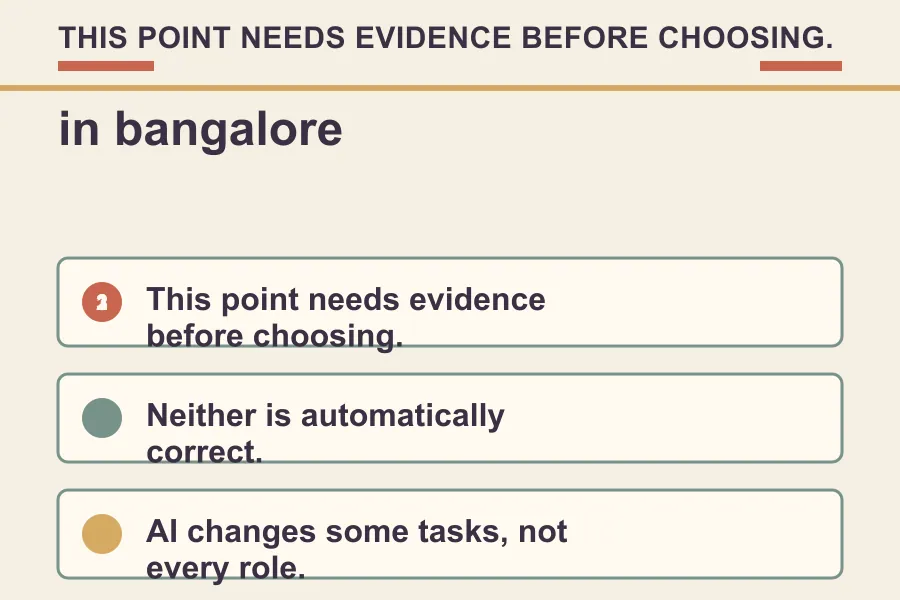 THIS POINT NEEDS EVIDENCE BEFORE CHOOSING.
in bangalore
This point needs evidence
before choosing.
Neither is automatically
correct.
AI changes some tasks, not
every role.